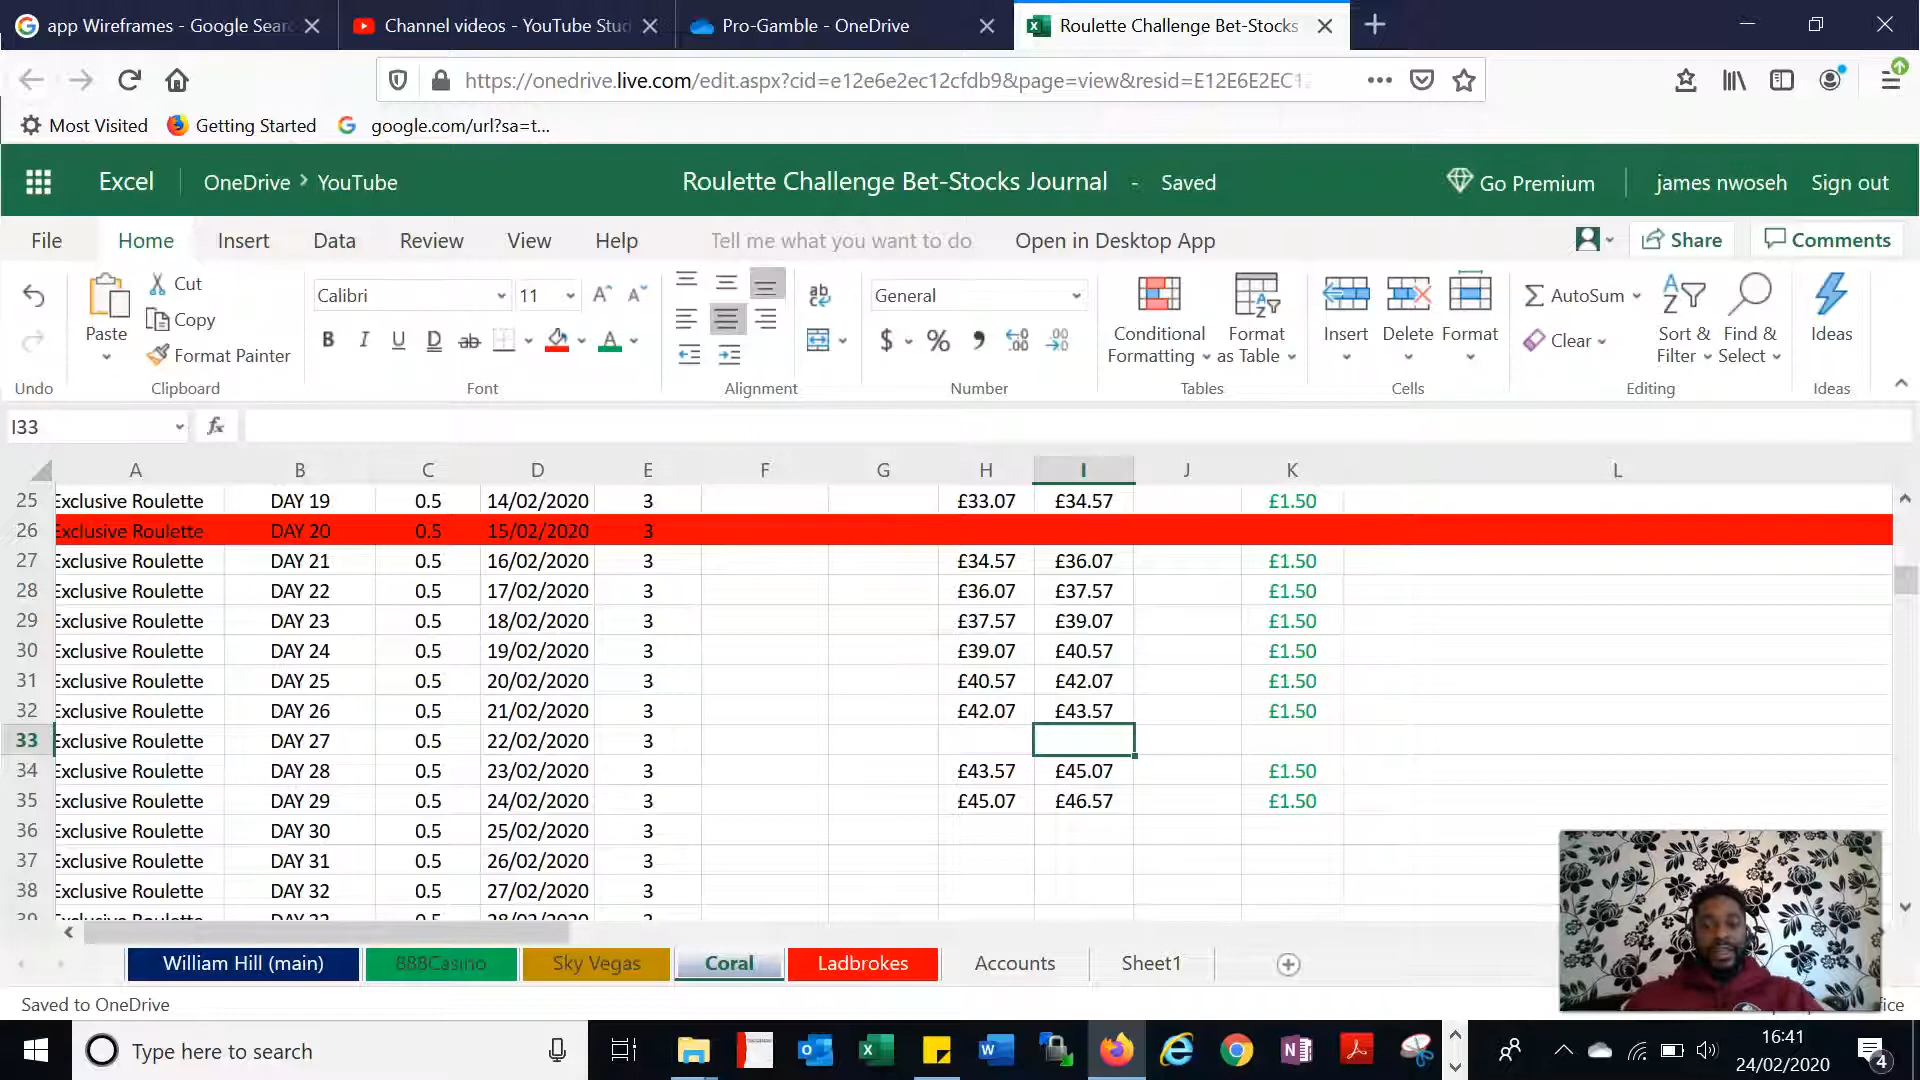 app Wireframes - Google Sear
Channel videos - YouTube Stu
Pro-Gamble - OneDrive
Roulette Challenge Bet-Stocks
https://onedrive.live.com/edit.aspx?cid=e12e6e2ec12cfdb9&page=view&resid=E12E6E2EC12
Most Visited Getting Started google.com/url?sa=t...
Excel OneDrive > YouTube Roulette Challenge Bet-Stocks Journal - Saved Go Premium james nwoseh Sign out
File Home Insert Data Review View Help Tell me what you want to do Open in Desktop App Share Comments
Paste Cut Copy Format Painter
Calibri 11
B I U D ab
General
$ % 9 .00
Conditional Formatting Format as Table
Insert Delete Format
AutoSum Clear
Sort & Filter Find & Select
Ideas
Undo Clipboard Font Alignment Number Tables Cells Editing Ideas
I33 fx
A B C D E F G H I J K L
25 Exclusive Roulette DAY 19 0.5 14/02/2020 3 £33.07 £34.57 £1.50
26 Exclusive Roulette DAY 20 0.5 15/02/2020 3
27 Exclusive Roulette DAY 21 0.5 16/02/2020 3 £34.57 £36.07 £1.50
28 Exclusive Roulette DAY 22 0.5 17/02/2020 3 £36.07 £37.57 £1.50
29 Exclusive Roulette DAY 23 0.5 18/02/2020 3 £37.57 £39.07 £1.50
30 Exclusive Roulette DAY 24 0.5 19/02/2020 3 £39.07 £40.57 £1.50
31 Exclusive Roulette DAY 25 0.5 20/02/2020 3 £40.57 £42.07 £1.50
32 Exclusive Roulette DAY 26 0.5 21/02/2020 3 £42.07 £43.57 £1.50
33 Exclusive Roulette DAY 27 0.5 22/02/2020 3
34 Exclusive Roulette DAY 28 0.5 23/02/2020 3 £43.57 £45.07 £1.50
35 Exclusive Roulette DAY 29 0.5 24/02/2020 3 £45.07 £46.57 £1.50
36 Exclusive Roulette DAY 30 0.5 25/02/2020 3
37 Exclusive Roulette DAY 31 0.5 26/02/2020 3
38 Exclusive Roulette DAY 32 0.5 27/02/2020 3
William Hill (main) 888Casino Sky Vegas Coral Ladbrokes Accounts Sheet1
Saved to OneDrive
Type here to search
16:41
24/02/2020
4